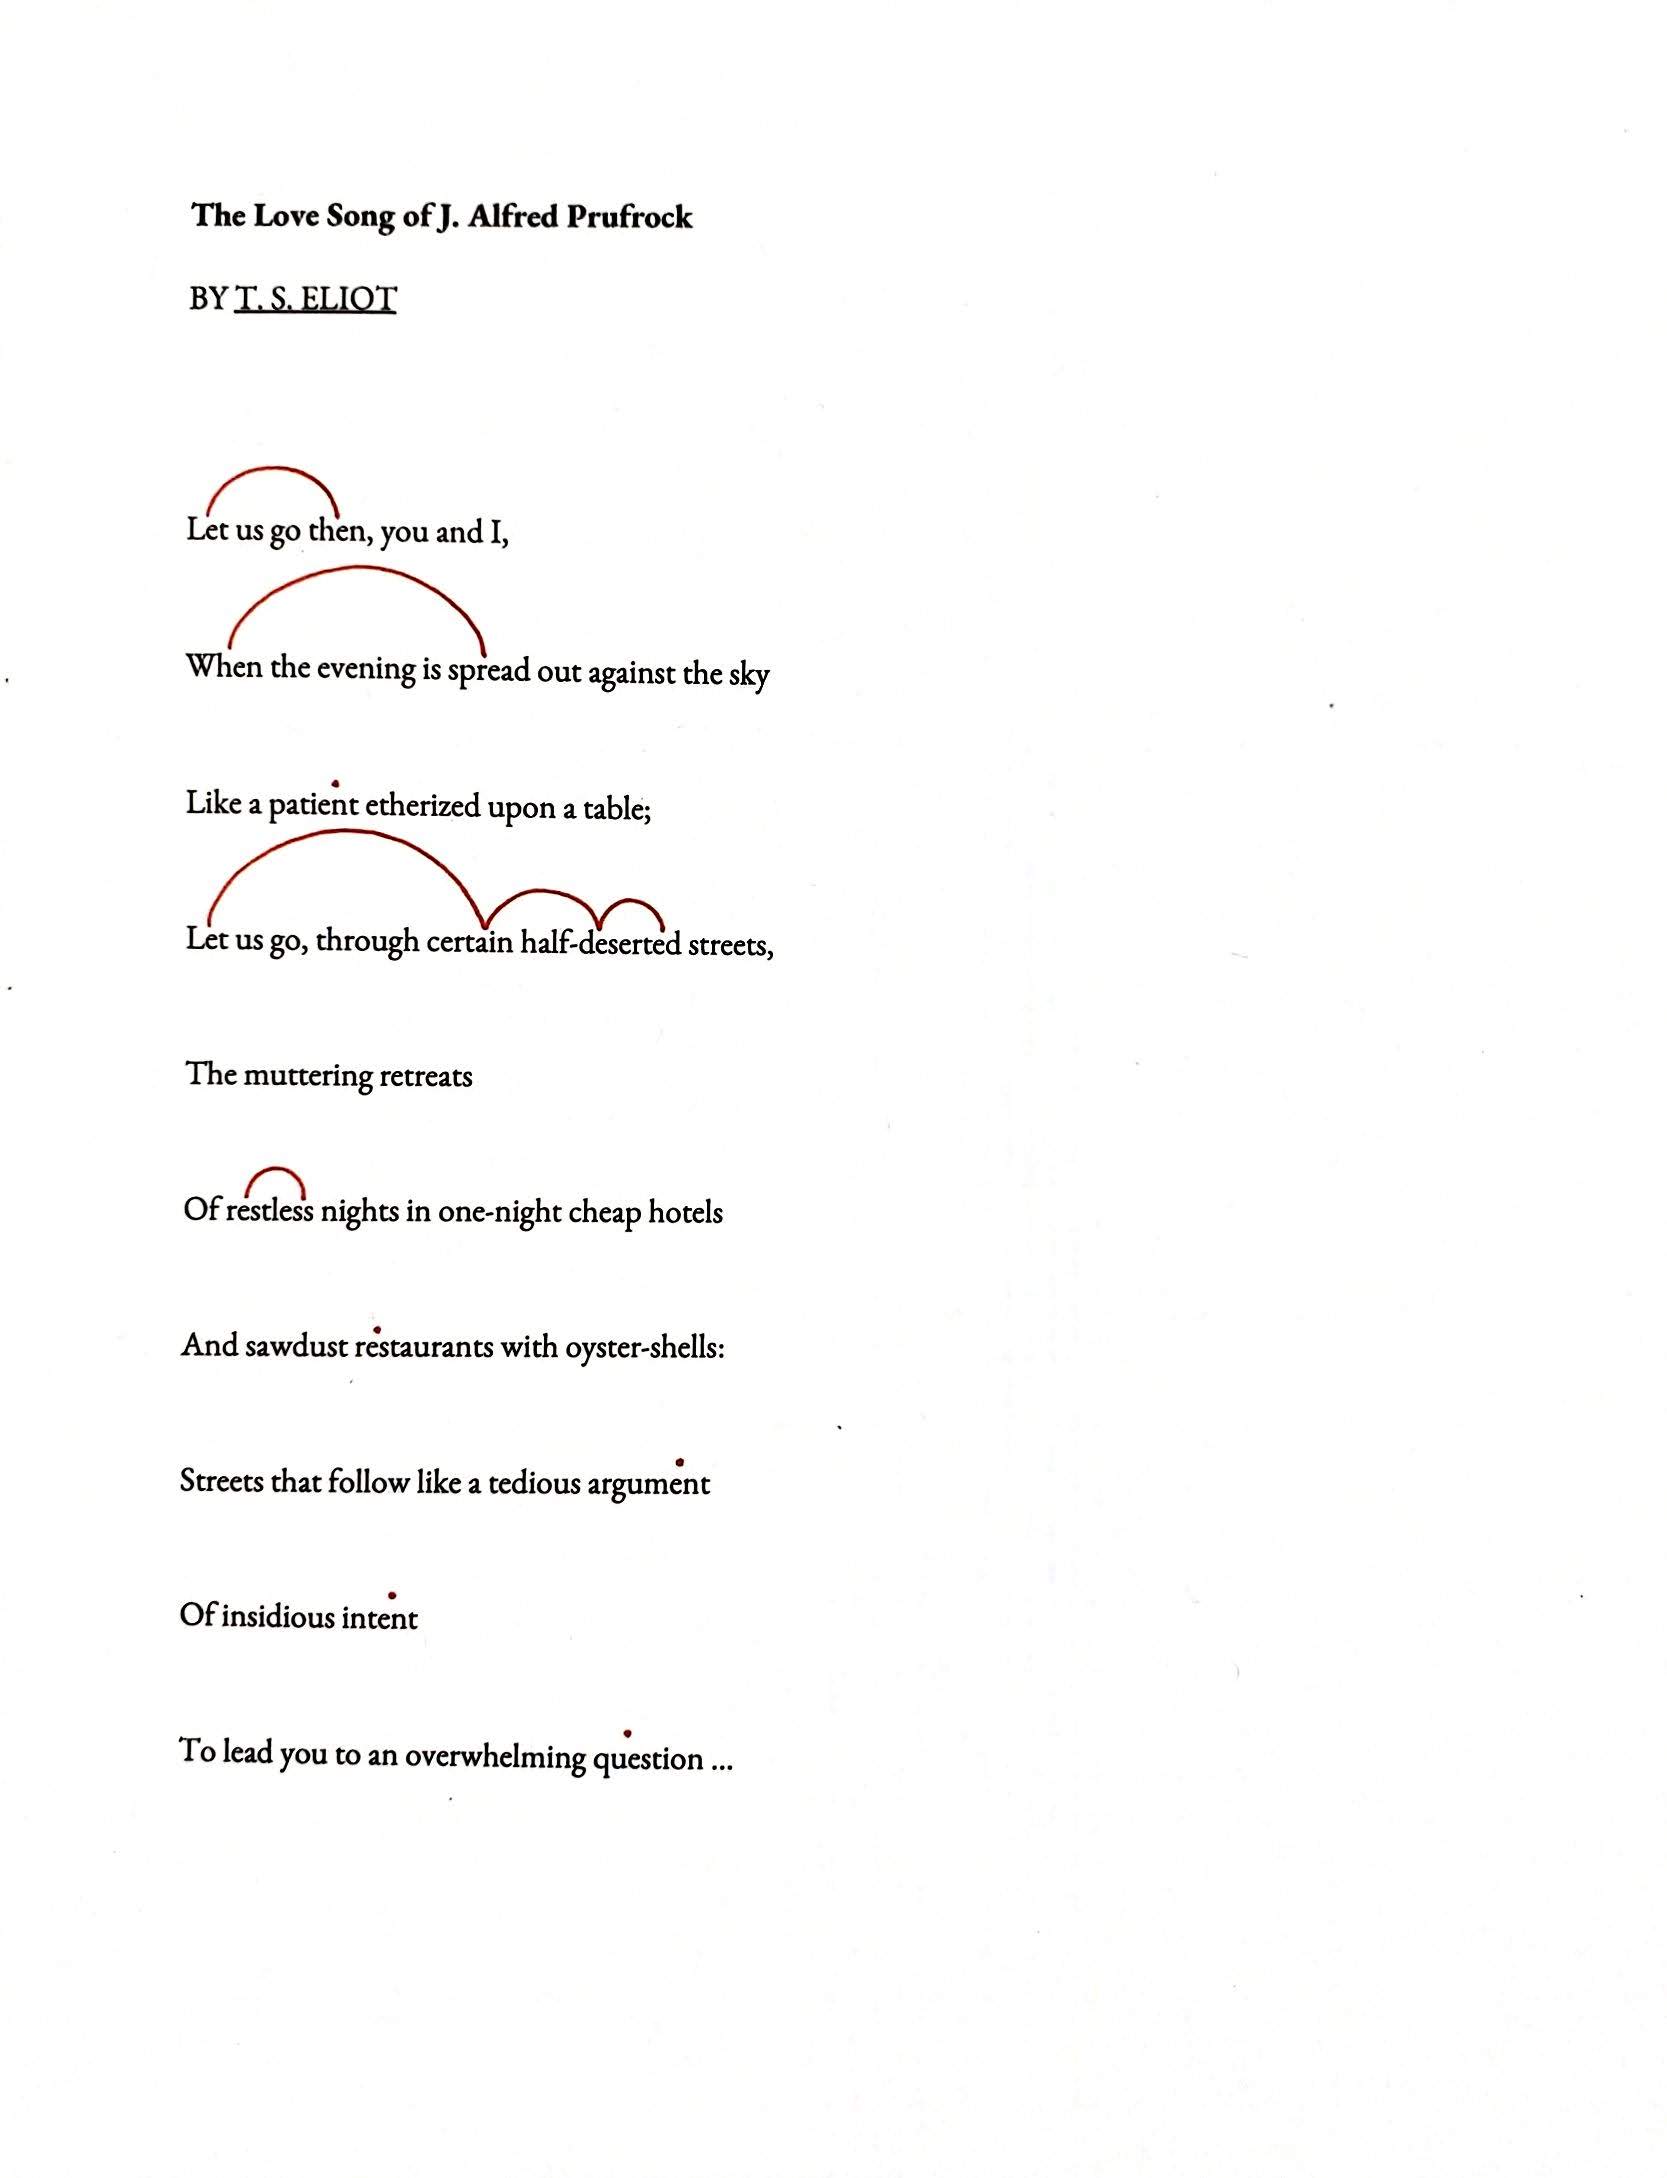 The Love Song of J. Alfred Prufrock
BY T. S. ELIOT
Let us go then, you and I,
When the evening is spread out against the sky
Like a patient etherized upon a table;
Let us go, through certain half-deserted streets,
The muttering retreats
Of restless nights in one-night cheap hotels
And sawdust restaurants with oyster-shells:
Streets that follow like a tedious argument
Of insidious intent
To lead you to an overwhelming question ...